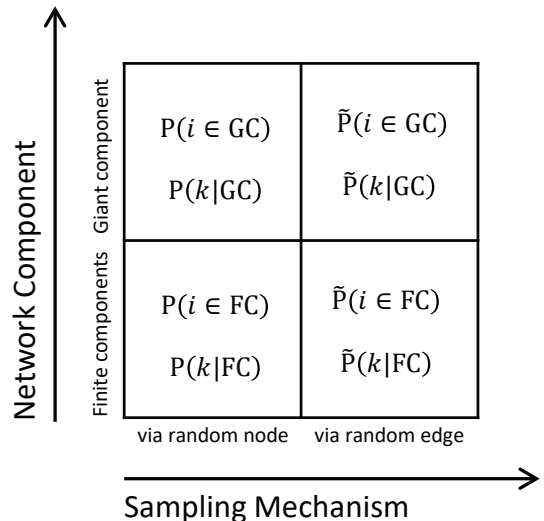 Network Component
Giant component
P(i ∈ GC)
P(k|GC)
P̃(i ∈ GC)
P̃(k|GC)
Finite components
P(i ∈ FC)
P(k|FC)
P̃(i ∈ FC)
P̃(k|FC)
via random node
via random edge
Sampling Mechanism